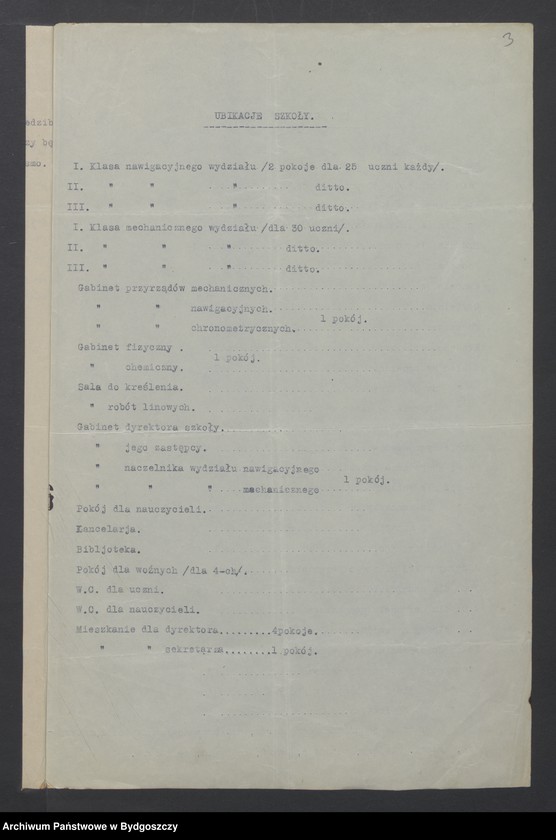 3
UBIKACJE SZKOŁY.
I. Klasa nawigacyjnego wydziału /2 pokoje dla 25 uczni każdy/.
II. " " " ditto.
III. " " " ditto.
I. Klasa mechanicznego wydziału /dla 30 uczni/.
II. " " " ditto.
III. " " " ditto.
Gabinet przyrządów mechanicznych.
" " nawigacyjnych.
1 pokój.
" " chronometrycznych.
Gabinet fizyczny .
1 pokój.
" chemiczny.
Sala do kreślenia.
" robót linowych.
Gabinet dyrektora szkoły.
" jego zastępcy.
" naczelnika wydziału nawigacyjnego
1 pokój.
" " " mechanicznego
Pokój dla nauczycieli.
Kancelarja.
Bibljoteka.
Pokój dla woźnych /dla 4-ch/.
W.C. dla uczni.
W.C. dla nauczycieli.
Mieszkanie dla dyrektora.........4pokoje.
" " sekretarza........1 pokój.
Archiwum Państwowe w Bydgoszczy